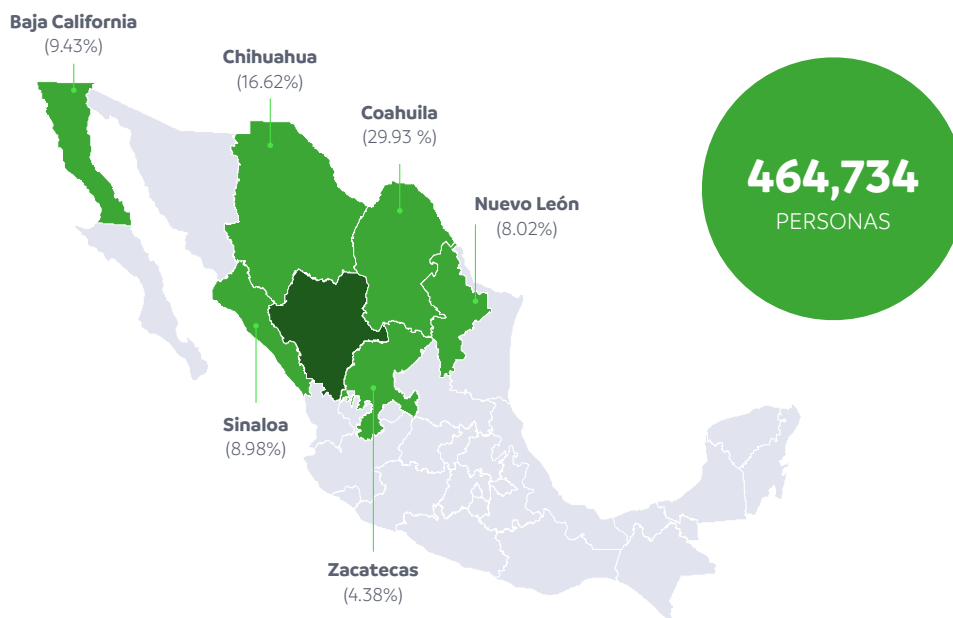 Baja California
(9.43%)
Chihuahua
(16.62%)
Coahuila
(29.93 %)
Nuevo León
(8.02%)
464,734
PERSONAS
Sinaloa
(8.98%)
Zacatecas
(4.38%)